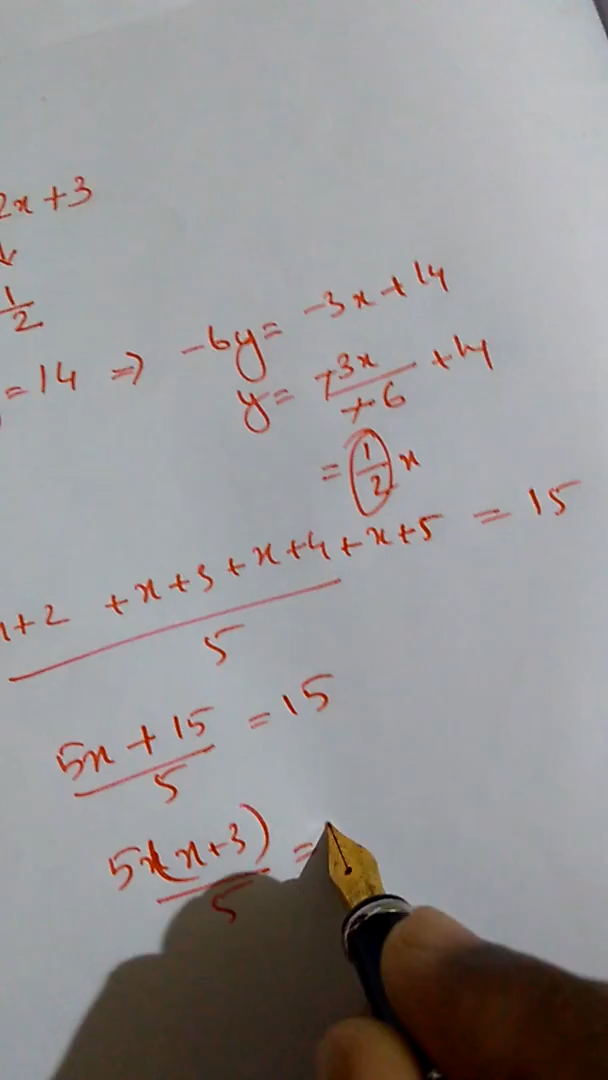 2x+3
↓
1/2
=14 ⇒ -6y= -3x+14
y= +3x/+6 +14
= 1/2 x
x+2 +x+3+x+4+x+5 = 15
5
5x+15/5 =15
5(x+3)/5 =